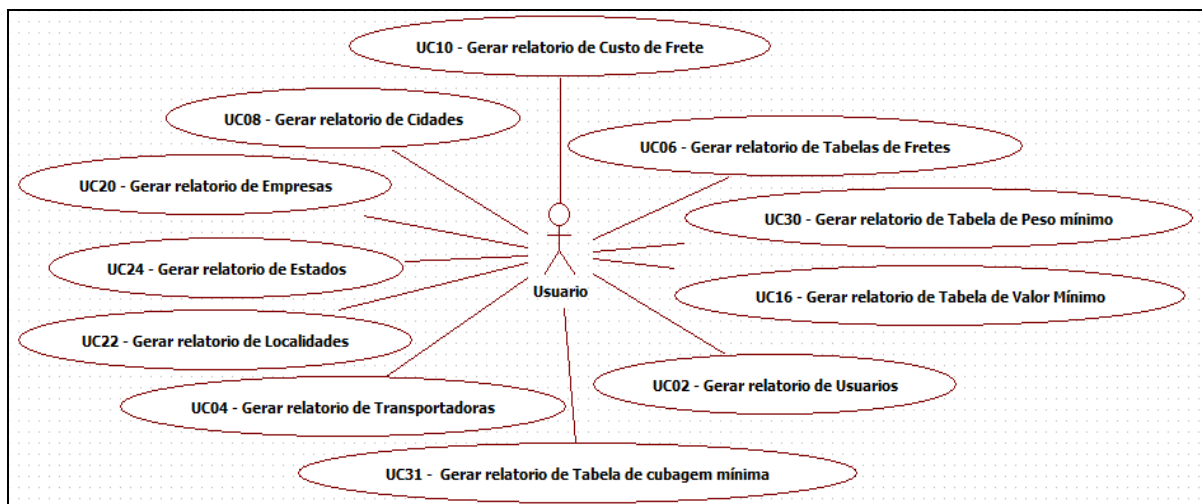 UC10 - Gerar relatorio de Custo de Frete
UC08 - Gerar relatorio de Cidades
UC06 - Gerar relatorio de Tabelas de Fretes
UC20 - Gerar relatorio de Empresas
UC30 - Gerar relatorio de Tabela de Peso mínimo
UC24 - Gerar relatorio de Estados
Usuario
UC16 - Gerar relatorio de Tabela de Valor Mínimo
UC22 - Gerar relatorio de Localidades
UC02 - Gerar relatorio de Usuarios
UC04 - Gerar relatorio de Transportadoras
UC31 - Gerar relatorio de Tabela de cubagem mínima